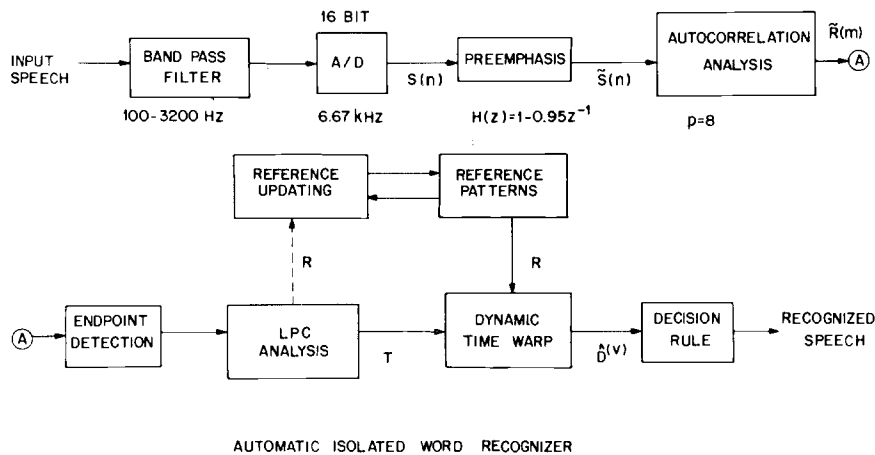 16 BIT
INPUT
SPEECH
BAND PASS
FILTER
A/D
S(n)
PREEMPHASIS
S̃(n)
AUTOCORRELATION
ANALYSIS
R̃(m)
A
100-3200 Hz
6.67 kHz
H(z)=1-0.95z⁻¹
p=8
REFERENCE
UPDATING
REFERENCE
PATTERNS
R
R
A
ENDPOINT
DETECTION
LPC
ANALYSIS
T
DYNAMIC
TIME WARP
D̂(V)
DECISION
RULE
RECOGNIZED
SPEECH
AUTOMATIC ISOLATED WORD RECOGNIZER